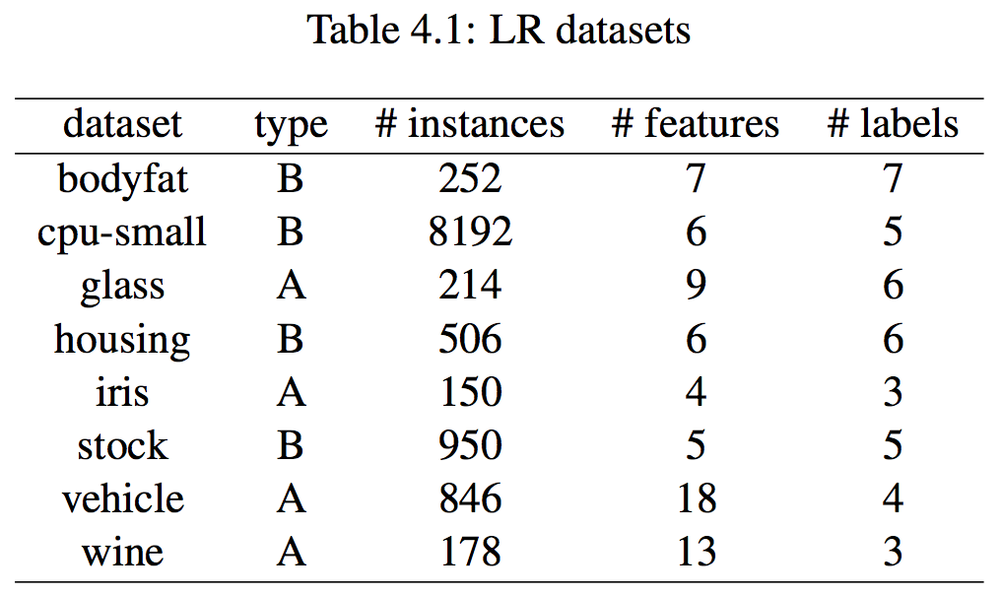 Table 4.1: LR datasets
dataset type # instances # features # labels
bodyfat B 252 7 7
cpu-small B 8192 6 5
glass A 214 9 6
housing B 506 6 6
iris A 150 4 3
stock B 950 5 5
vehicle A 846 18 4
wine A 178 13 3